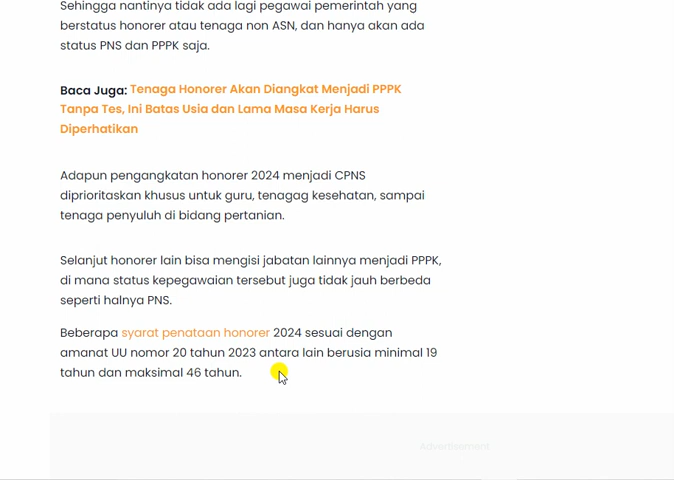 Sehingga nantinya tidak ada lagi pegawai pemerintah yang
berstatus honorer atau tenaga non ASN, dan hanya akan ada
status PNS dan PPPK saja.
Baca Juga: Tenaga Honorer Akan Diangkat Menjadi PPPK
Tanpa Tes, Ini Batas Usia dan Lama Masa Kerja Harus
Diperhatikan
Adapun pengangkatan honorer 2024 menjadi CPNS
diprioritaskan khusus untuk guru, tenagag kesehatan, sampai
tenaga penyuluh di bidang pertanian.
Selanjut honorer lain bisa mengisi jabatan lainnya menjadi PPPK,
di mana status kepegawaian tersebut juga tidak jauh berbeda
seperti halnya PNS.
Beberapa syarat penataan honorer 2024 sesuai dengan
amanat UU nomor 20 tahun 2023 antara lain berusia minimal 19
tahun dan maksimal 46 tahun.
Advertisement